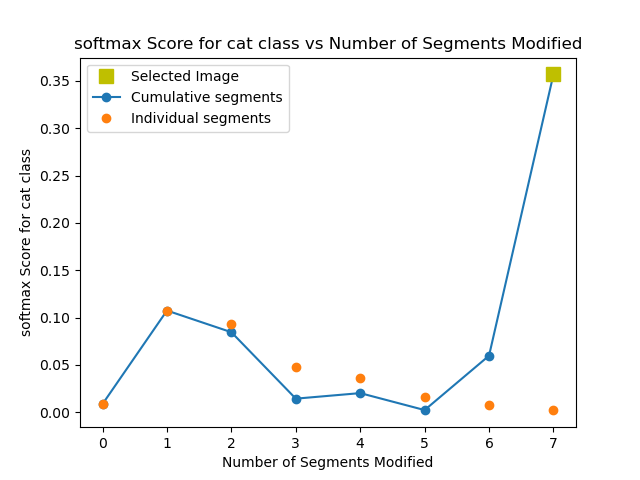 softmax Score for cat class vs Number of Segments Modified
Selected Image
Cumulative segments
Individual segments
softmax Score for cat class
0.35
0.30
0.25
0.20
0.15
0.10
0.05
0.00
0 1 2 3 4 5 6 7
Number of Segments Modified